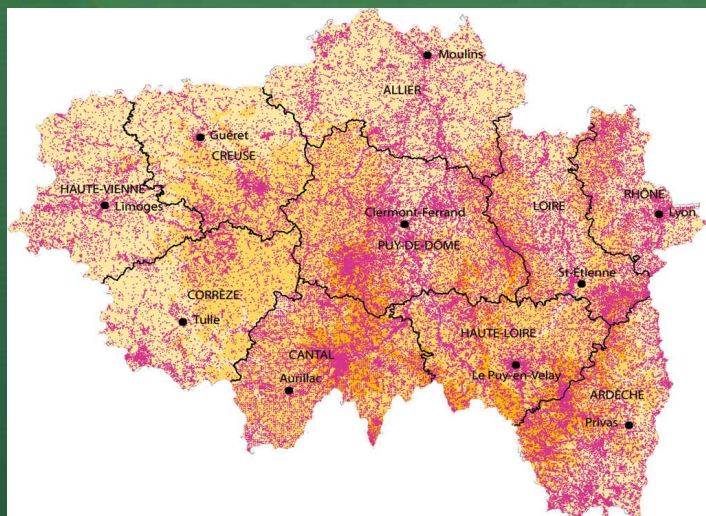 Moulins
ALLIER
Guéret
CREUSE
HAUTE-VIENNE
Limoges
RHÔNE
LOIRE
Lyon
Clermont-Ferrand
PUY-DE-DÔME
St-Étienne
CORRÈZE
Tulle
HAUTE-LOIRE
CANTAL
Aurillac
Le Puy-en-Velay
ARDÈCHE
Privas